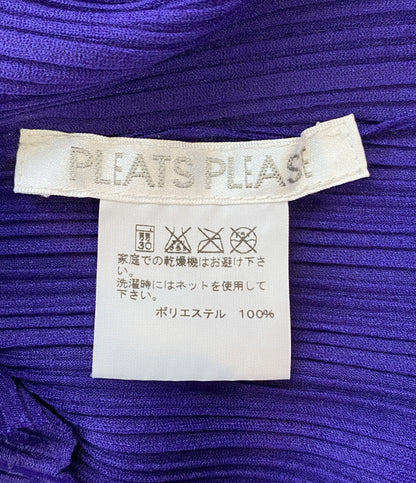 PLEATS PLEASE
30
家庭での乾燥機はお避け下さ
い。
洗濯時にはネットを使用して
下さい。
ポリエステル 100%